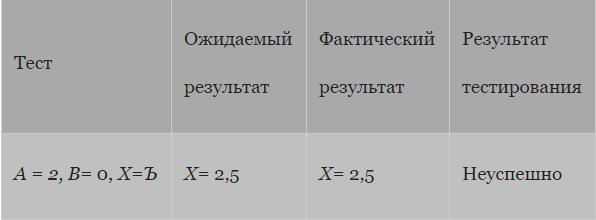 Тест
Ожидаемый
результат
Фактический
результат
Результат
тестирования
A = 2, B= 0, X=Ъ
X= 2,5
X= 2,5
Неуспешно